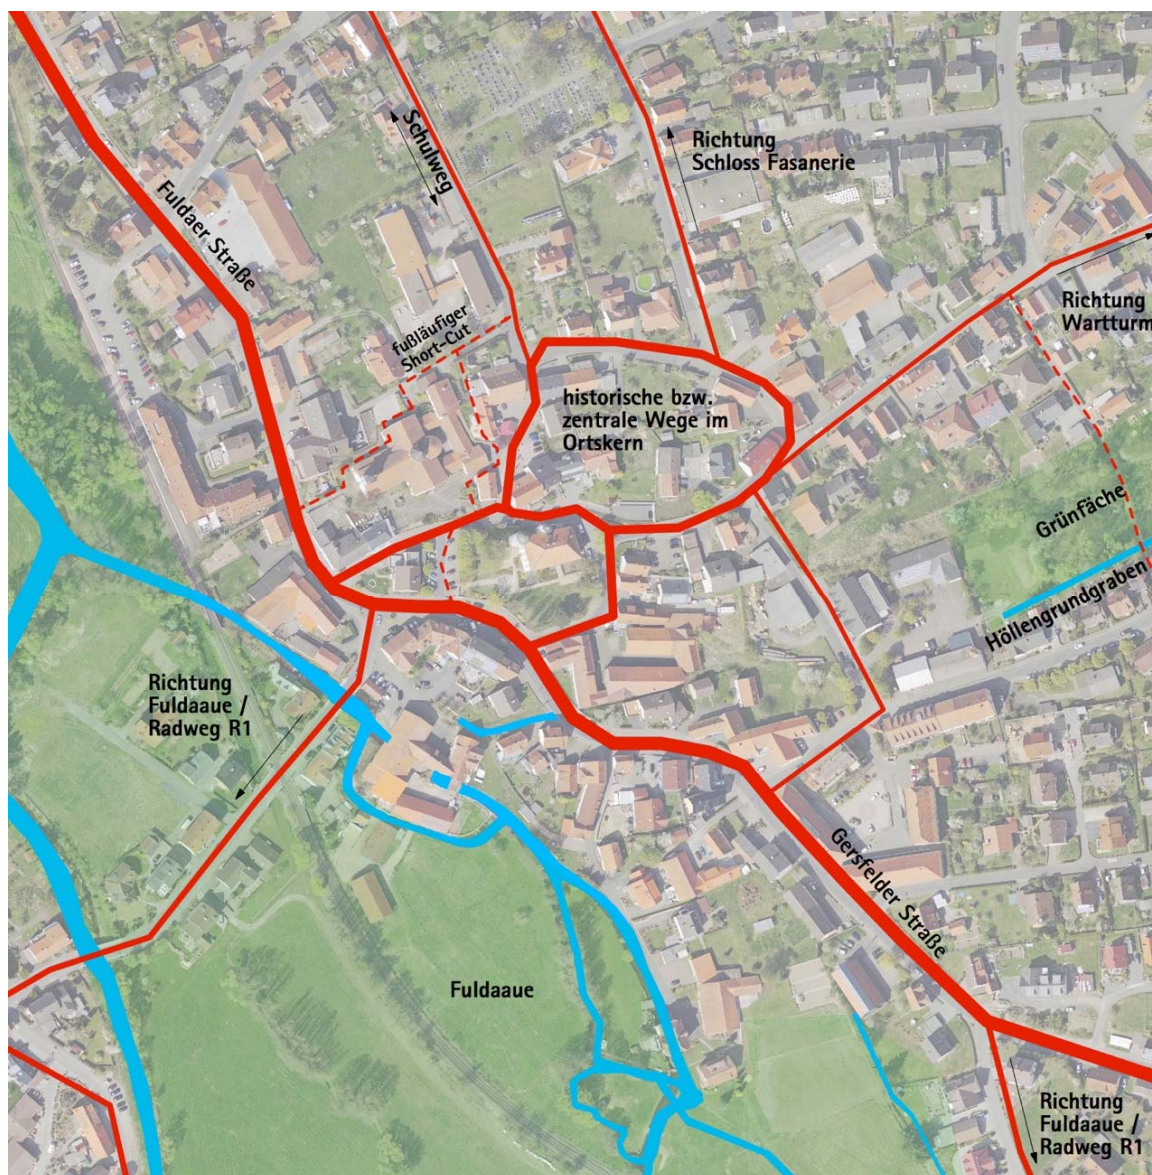 Schulweg
Richtung
Schloss Fasanerie
Fuldaer Straße
Richtung
Wartturm
fußläufiger
Short-Cut
historische bzw.
zentrale Wege im
Ortskern
Grünfäche
Höllengrundgraben
Richtung
Fuldaaue /
Radweg R1
Gersfelder Straße
Fuldaaue
Richtung
Fuldaaue /
Radweg R1